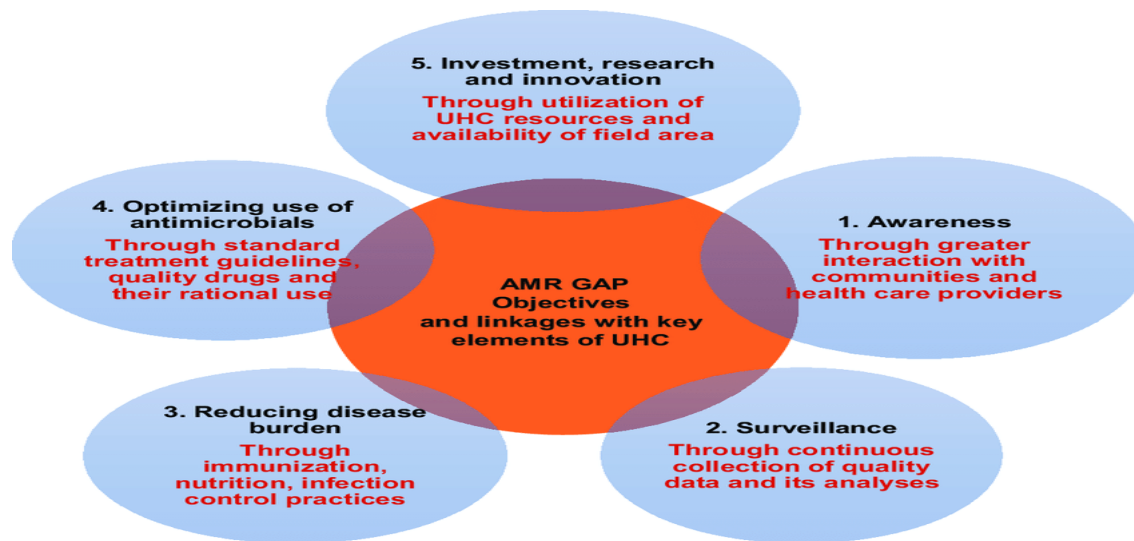 5. Investment, research
and innovation
Through utilization of
UHC resources and
availability of field area
4. Optimizing use of
antimicrobials
Through standard
treatment guidelines,
quality drugs and
their rational use
1. Awareness
Through greater
interaction with
communities and
health care providers
AMR GAP
Objectives
and linkages with key
elements of UHC
3. Reducing disease
burden
Through
immunization,
nutrition, infection
control practices
2. Surveillance
Through continuous
collection of quality
data and its analyses